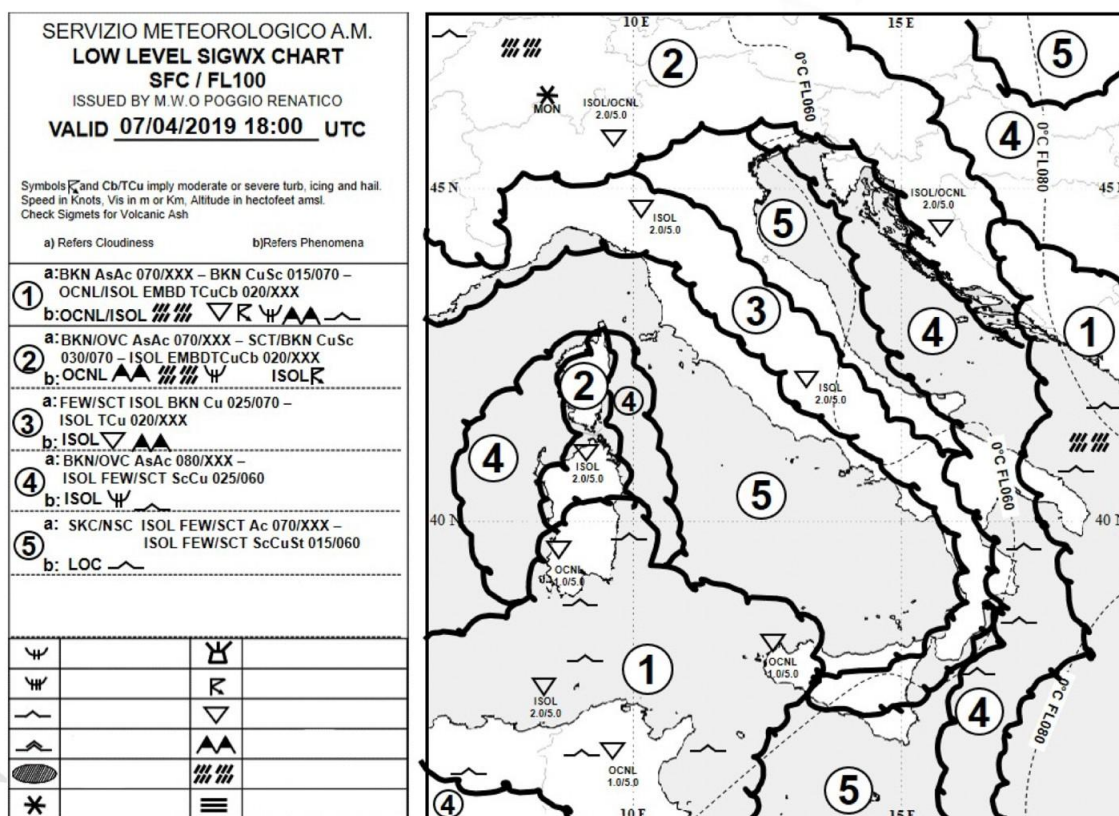 SERVIZIO METEOROLOGICO A.M.
LOW LEVEL SIGWX CHART
SFC / FL100
ISSUED BY M.W.O POGGIO RENATICO
VALID 07/04/2019 18:00 UTC
Symbols and Cb/TCu imply moderate or severe turb, icing and hail.
Speed in Knots, Vis in m or Km, Altitude in hectofeet amsl.
Check Sigmets for Volcanic Ash
a) Refers Cloudiness b)Refers Phenomena
1
a:BKN AsAc 070/XXX – BKN CuSc 015/070 –
OCNL/ISOL EMBD TCuCb 020/XXX
b:OCNL/ISOL
2
a:BKN/OVC AsAc 070/XXX – SCT/BKN CuSc
030/070 – ISOL EMBDTCuCb 020/XXX
b: OCNL ISOL
3
a:FEW/SCT ISOL BKN Cu 025/070 –
ISOL TCu 020/XXX
b: ISOL
4
a: BKN/OVC AsAc 080/XXX –
ISOL FEW/SCT ScCu 025/060
b: ISOL
5
a: SKC/NSC ISOL FEW/SCT Ac 070/XXX –
ISOL FEW/SCT ScCuSt 015/060
b: LOC
10 E
15 E
2
5
0°C FL060
MON
ISOL/OCNL
2.0/5.0
4
0°C FL080
45 N
45
ISOL/OCNL
2.0/5.0
ISOL
2.0/5.0
5
3
4
1
2
4
ISOL
2.0/5.0
4
ISOL
2.0/5.0
5
0°C FL060
40 N
40
OCNL
1.0/5.0
1
OCNL
1.0/5.0
ISOL
2.0/5.0
4
0°C FL080
OCNL
1.0/5.0
5
4
10 E
15 E